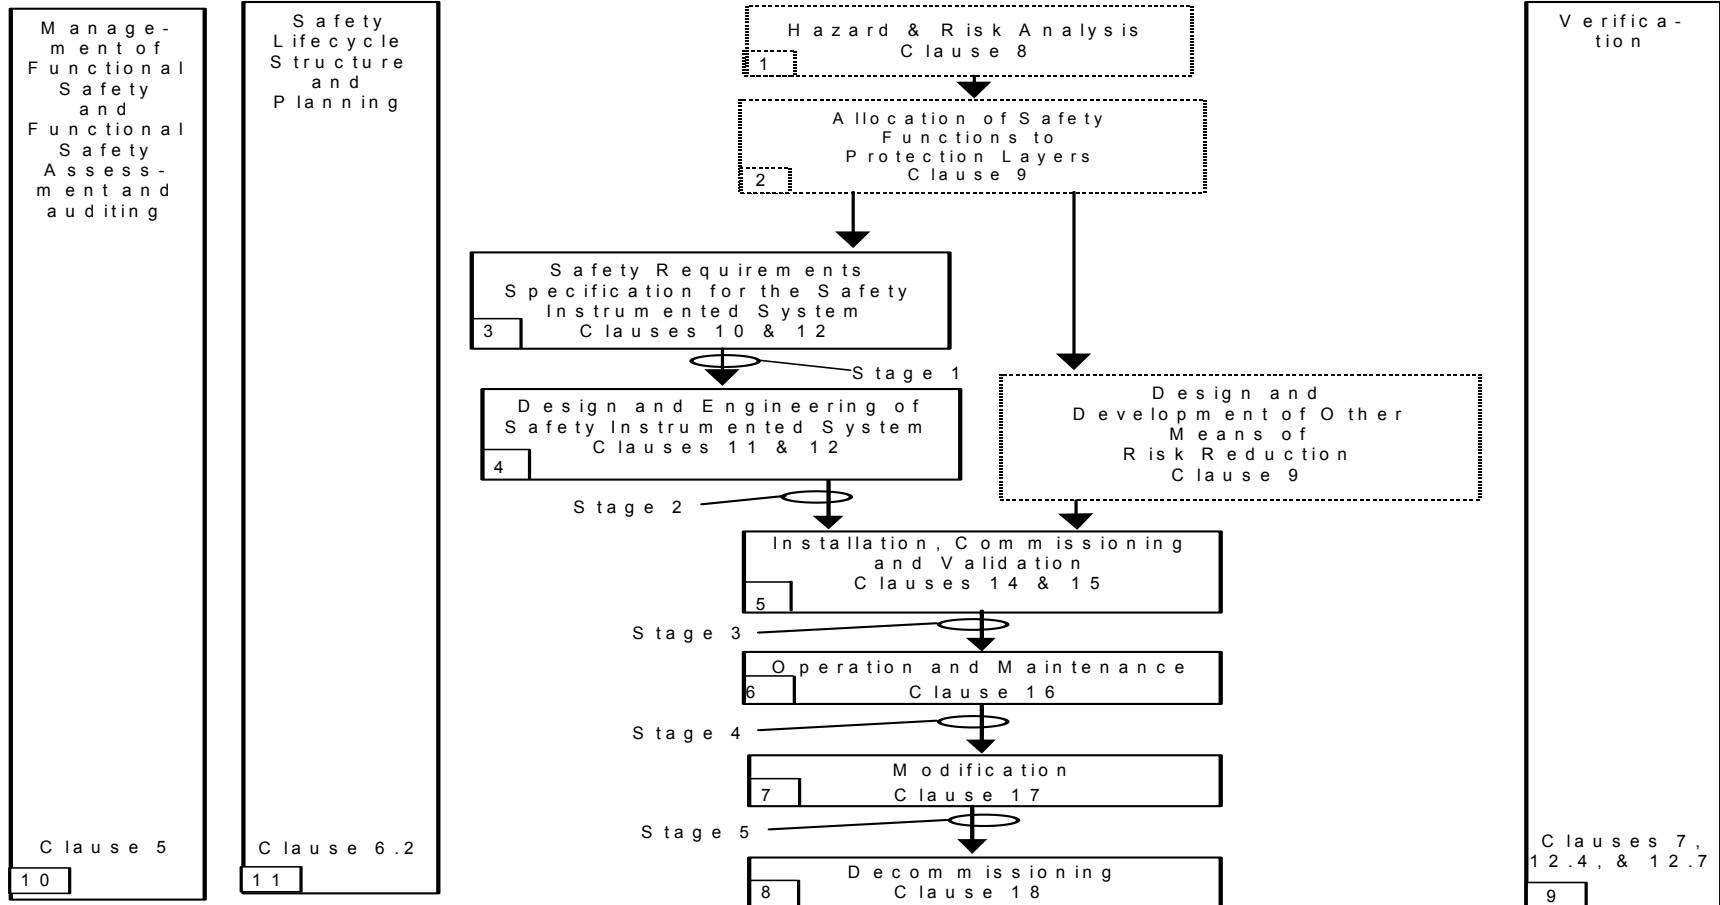 Manage-
ment of
Functional
Safety
and
Functional
Safety
Assess-
ment and
auditing
Clause 5
10
Safety
Lifecycle
Structure
and
Planning
Clause 6.2
11
Hazard & Risk Analysis
Clause 8
1
Allocation of Safety
Functions to
Protection Layers
Clause 9
2
Safety Requirements
Specification for the Safety
Instrumented System
Clauses 10 & 12
3
Stage 1
Design and Engineering of
Safety Instrumented System
Clauses 11 & 12
4
Design and
Development of Other
Means of
Risk Reduction
Clause 9
Stage 2
Installation, Commissioning
and Validation
Clauses 14 & 15
5
Stage 3
Operation and Maintenance
Clause 16
6
Stage 4
Modification
Clause 17
7
Stage 5
Decommissioning
Clause 18
8
Verifica-
tion
Clauses 7,
12.4, & 12.7
9